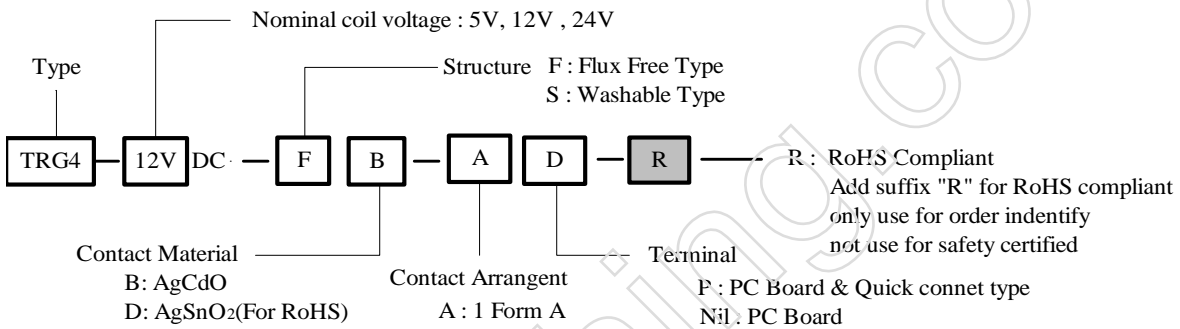 Nominal coil voltage : 5V, 12V , 24V
Type
Structure F : Flux Free Type
S : Washable Type
TRG4 12V DC F B A D R
R : RoHS Compliant
Add suffix "R" for RoHS compliant
only use for order indentify
not use for safety certified
Contact Material
B: AgCdO
D: AgSnO2(For RoHS)
Contact Arrangent
A : 1 Form A
Terminal
P : PC Board & Quick connet type
Nil : PC Board